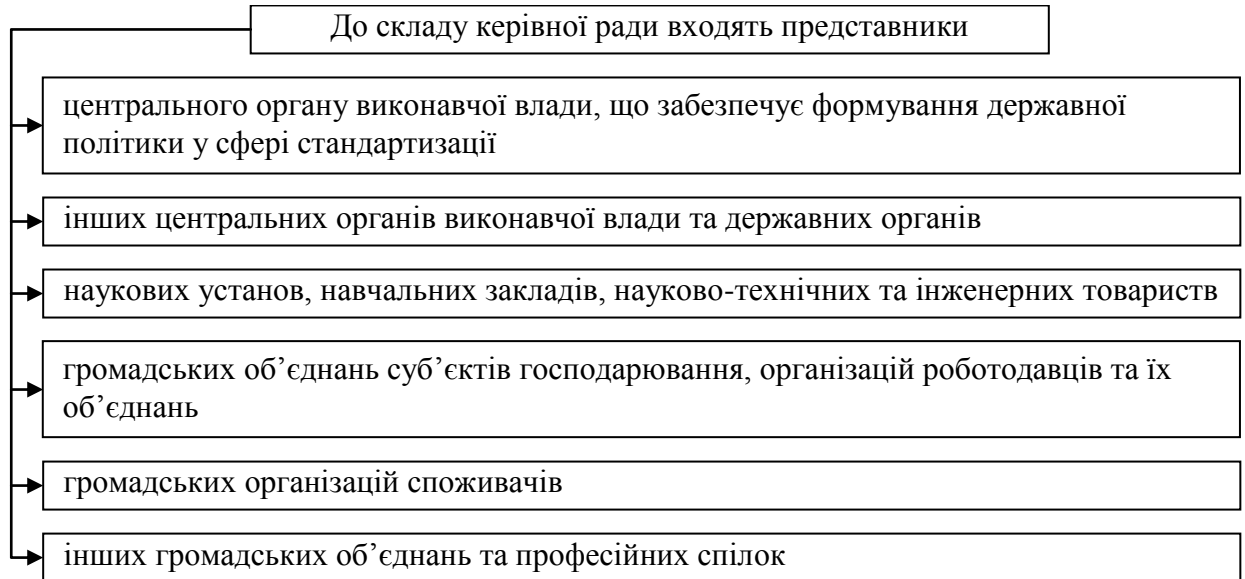 До складу керівної ради входять представники
центрального органу виконавчої влади, що забезпечує формування державної
політики у сфері стандартизації
інших центральних органів виконавчої влади та державних органів
наукових установ, навчальних закладів, науково-технічних та інженерних товариств
громадських об’єднань суб’єктів господарювання, організацій роботодавців та їх
об’єднань
громадських організацій споживачів
інших громадських об’єднань та професійних спілок